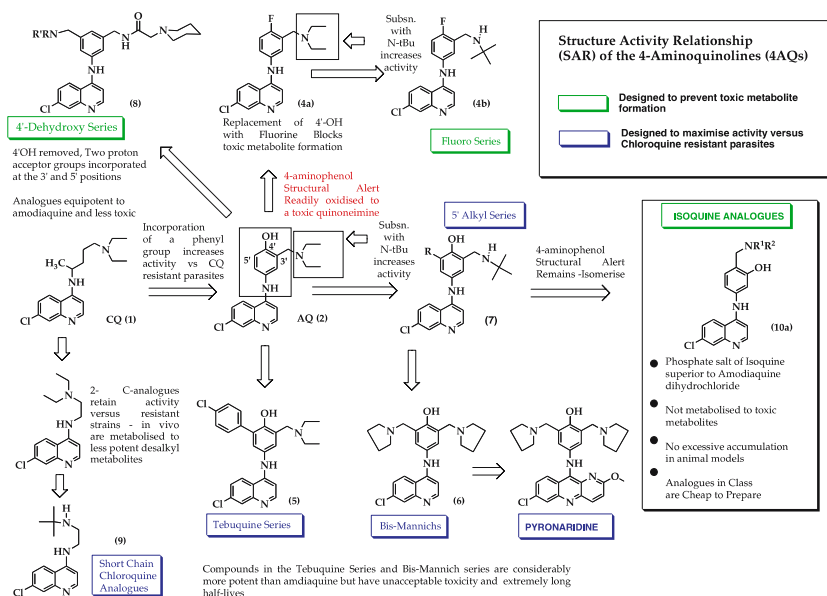 Structure Activity Relationship
(SAR) of the 4-Aminoquinolines (4AQs)
Designed to prevent toxic metabolite
formation
Designed to maximise activity versus
Chloroquine resistant parasites
R'RN
O
N
H
N
HN
Cl
N
(8)
4'-Dehydroxy Series
4'OH removed, Two proton
acceptor groups incorporated
at the 3' and 5' positions
Analogues equipotent to
amodiaquine and less toxic
F
N
HN
Cl
N
(4a)
Replacement of 4'-OH
with Fluorine Blocks
toxic metabolite formation
Subsn.
with
N-tBu
increases
activity
F
H
N
HN
Cl
N
(4b)
Fluoro Series
4-aminophenol
Structural Alert
Readily oxidised to
a toxic quinoneimine
H3C
N
NH
Cl
N
CQ (1)
Incorporation
of a phenyl
group increases
activity vs CQ
resistant parasites
OH
4'
5'
3'
N
HN
Cl
N
AQ (2)
Subsn.
with
N-tBu
increases
activity
5' Alkyl Series
OH
R
N
H
NH
Cl
N
(7)
4-aminophenol
Structural Alert
Remains -Isomerise
ISOQUINE ANALOGUES
NR1R2
OH
NH
Cl
N
(10a)
Phosphate salt of Isoquine
superior to Amodiaquine
dihydrochloride
Not metabolised to toxic
metabolites
No excessive accumulation
in animal models
Analogues in Class
are Cheap to Prepare
N
HN
Cl
N
2- C-analogues
retain activity
versus resistant
strains - in vivo
are metabolised to
less potent desalkyl
metabolites
H
N
HN
Cl
N
(9)
Short Chain
Chloroquine
Analogues
Cl
OH
N
HN
Cl
N
(5)
Tebuquine Series
OH
N
N
NH
Cl
N
(6)
Bis-Mannichs
OH
N
N
HN
N
O
Cl
N
PYRONARIDINE
Compounds in the Tebuquine Series and Bis-Mannich series are considerably
more potent than amdiaquine but have unacceptable toxicity and extremely long
half-lives